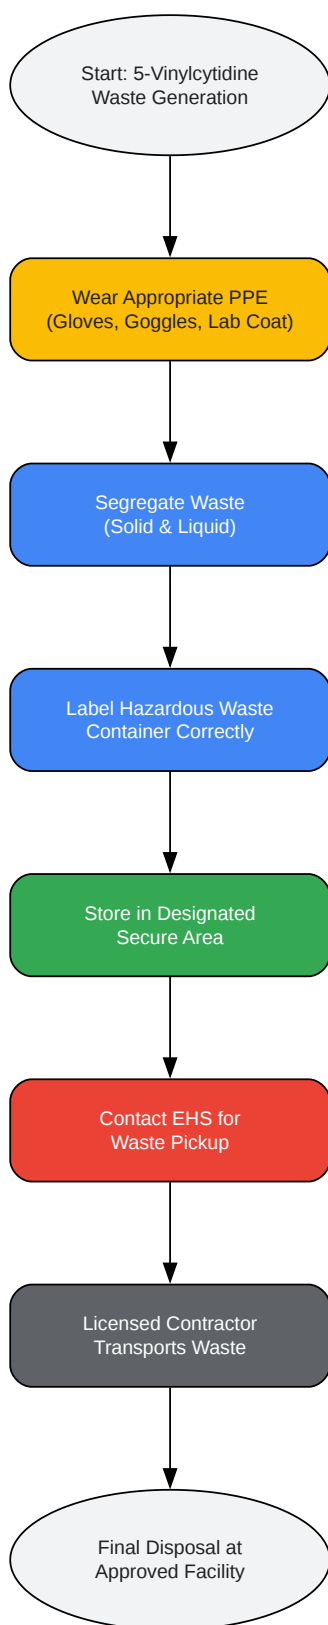 Start: 5-Vinylcytidine
Waste Generation
Wear Appropriate PPE
(Gloves, Goggles, Lab Coat)
Segregate Waste
(Solid & Liquid)
Label Hazardous Waste
Container Correctly
Store in Designated
Secure Area
Contact EHS for
Waste Pickup
Licensed Contractor
Transports Waste
Final Disposal at
Approved Facility